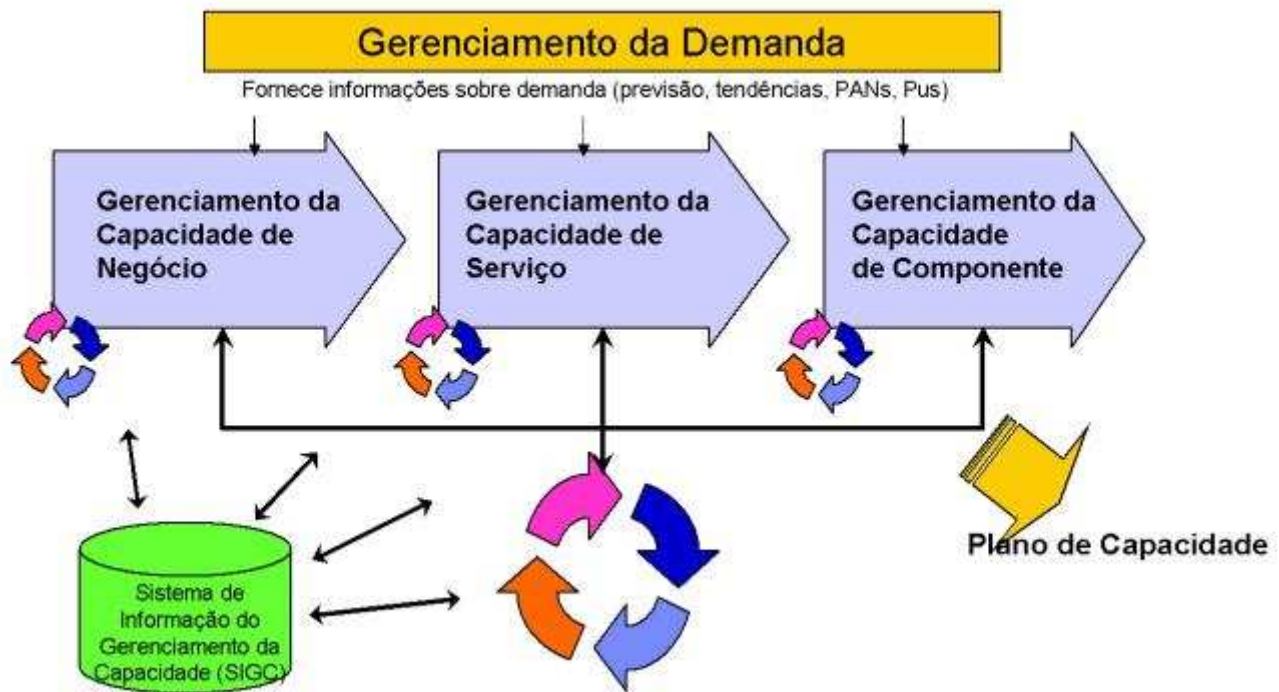 Gerenciamento da Demanda
Fornece informações sobre demanda (previsão, tendências, PANs, Pus)
Gerenciamento da
Capacidade de
Negócio
Gerenciamento da
Capacidade de
Serviço
Gerenciamento da
Capacidade
de Componente
Plano de Capacidade
Sistema de
Informação do
Gerenciamento da
Capacidade (SIGC)